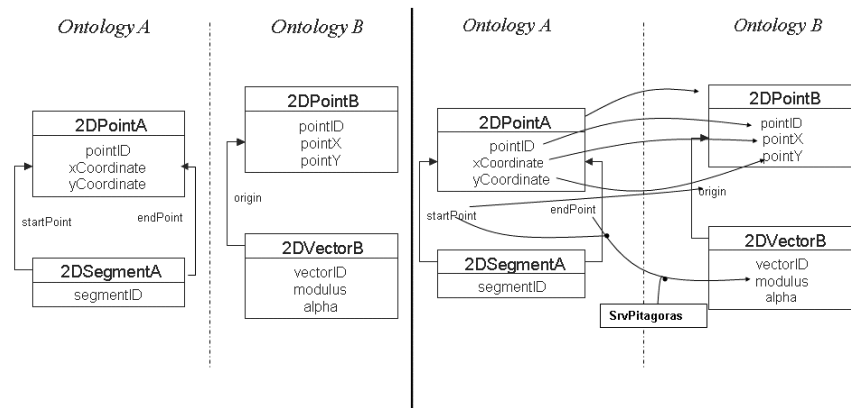 Ontology A
Ontology B
2DPointA
pointID
xCoordinate
yCoordinate
startPoint
endPoint
2DSegmentA
segmentID
2DPointB
pointID
pointX
pointY
origin
2DVectorB
vectorID
modulus
alpha
Ontology A
Ontology B
2DPointA
pointID
xCoordinate
yCoordinate
startPoint
endPoint
2DSegmentA
segmentID
2DPointB
pointID
pointX
pointY
origin
2DVectorB
vectorID
modulus
alpha
SrvPitagoras